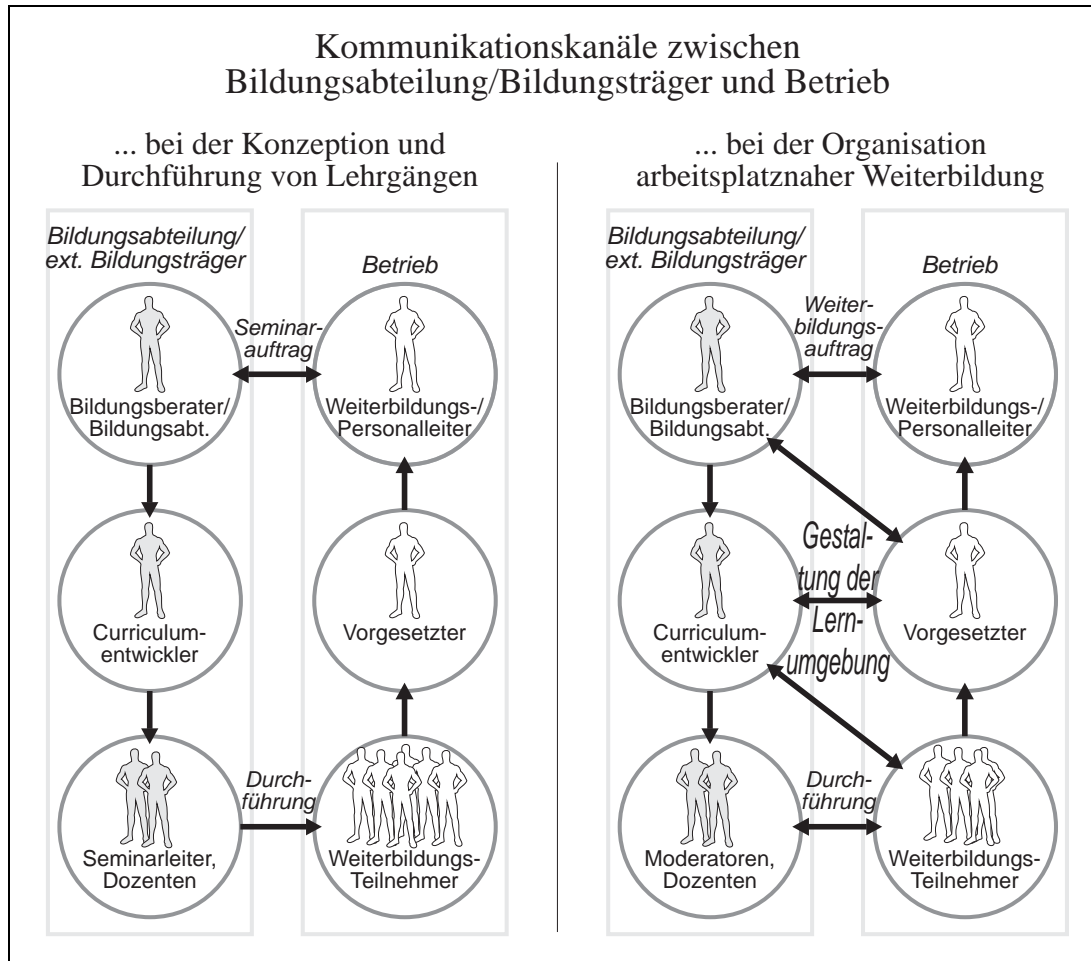 Kommunikationskanäle zwischen
Bildungsabteilung/Bildungsträger und Betrieb
... bei der Konzeption und
Durchführung von Lehrgängen
Bildungsabteilung/
ext. Bildungsträger
Betrieb
Seminar-
auftrag
Bildungsberater/
Bildungsabt.
Weiterbildungs-/
Personalleiter
Curriculum-
entwickler
Vorgesetzter
Durch-
führung
Seminarleiter,
Dozenten
Weiterbildungs-
Teilnehmer
... bei der Organisation
arbeitsplatznaher Weiterbildung
Bildungsabteilung/
ext. Bildungsträger
Betrieb
Weiter-
bildungs-
auftrag
Bildungsberater/
Bildungsabt.
Weiterbildungs-/
Personalleiter
Gestal-
tung der
Lern-
umgebung
Curriculum-
entwickler
Vorgesetzter
Durch-
führung
Moderatoren,
Dozenten
Weiterbildungs-
Teilnehmer